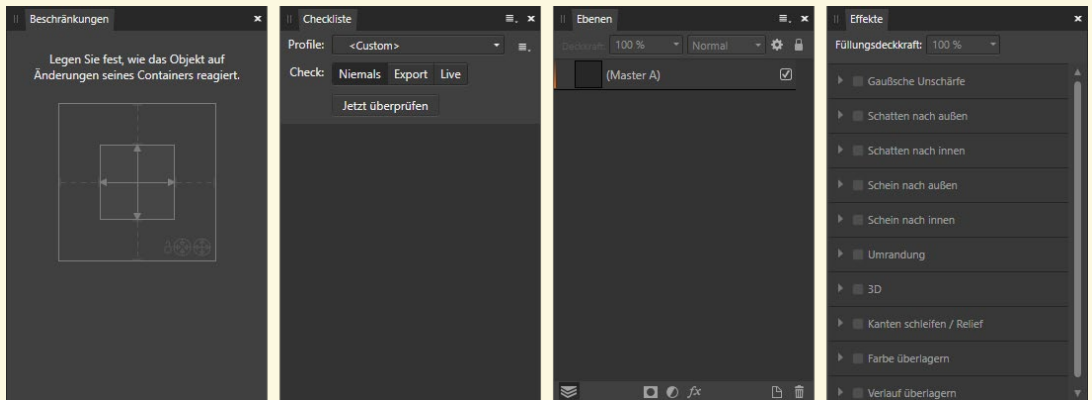 Beschränkungen
Legen Sie fest, wie das Objekt auf
Änderungen seines Containers reagiert.
Checkliste
Profile: <Custom>
Check: Niemals Export Live
Jetzt überprüfen
Ebenen
Deckkraft: 100 % Normal
(Master A)
fx
Effekte
Füllungsdeckkraft: 100 %
Gaußsche Unschärfe
Schatten nach außen
Schatten nach innen
Schein nach außen
Schein nach innen
Umrandung
3D
Kanten schleifen / Relief
Farbe überlagern
Verlauf überlagern